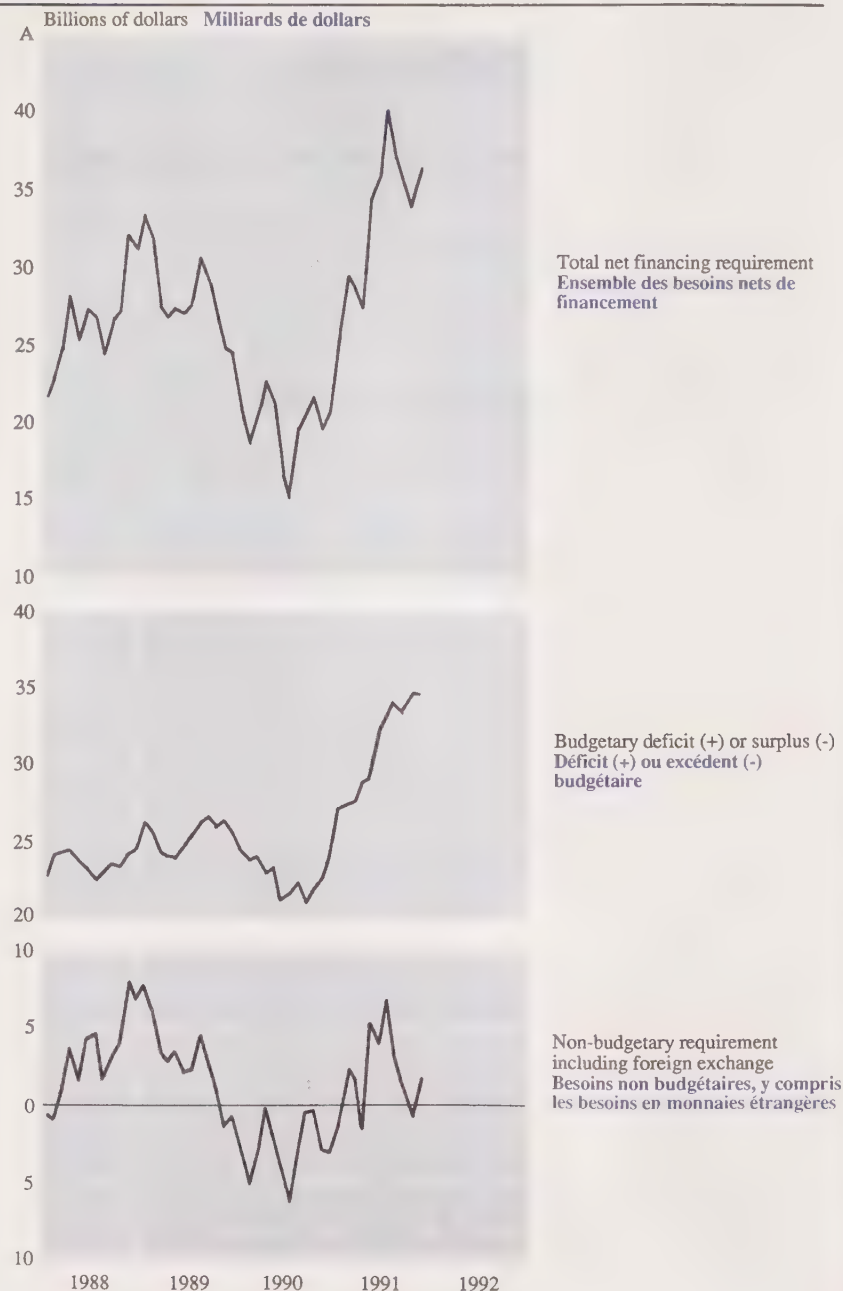 Billions of dollars Milliards de dollars
A
40
35
30
25
20
15
10
Total net financing requirement
Ensemble des besoins nets de
financement
40
35
30
25
20
Budgetary deficit (+) or surplus (-)
Déficit (+) ou excédent (-)
budgétaire
10
5
0
5
10
Non-budgetary requirement
including foreign exchange
Besoins non budgétaires, y compris
les besoins en monnaies étrangères
1988 1989 1990 1991 1992